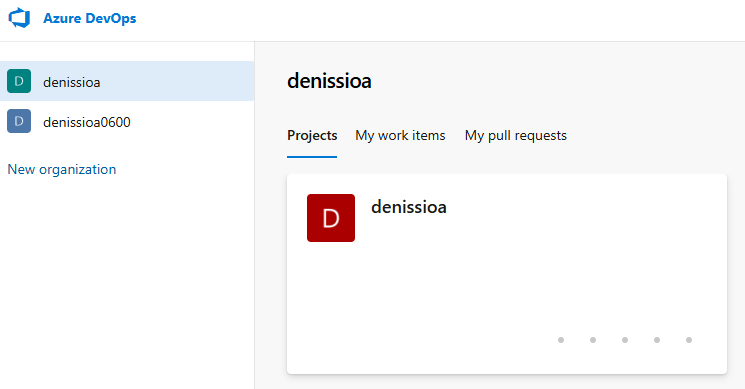 Azure DevOps
D denissioa
D denissioa0600
New organization
denissioa
Projects My work items My pull requests
D denissioa